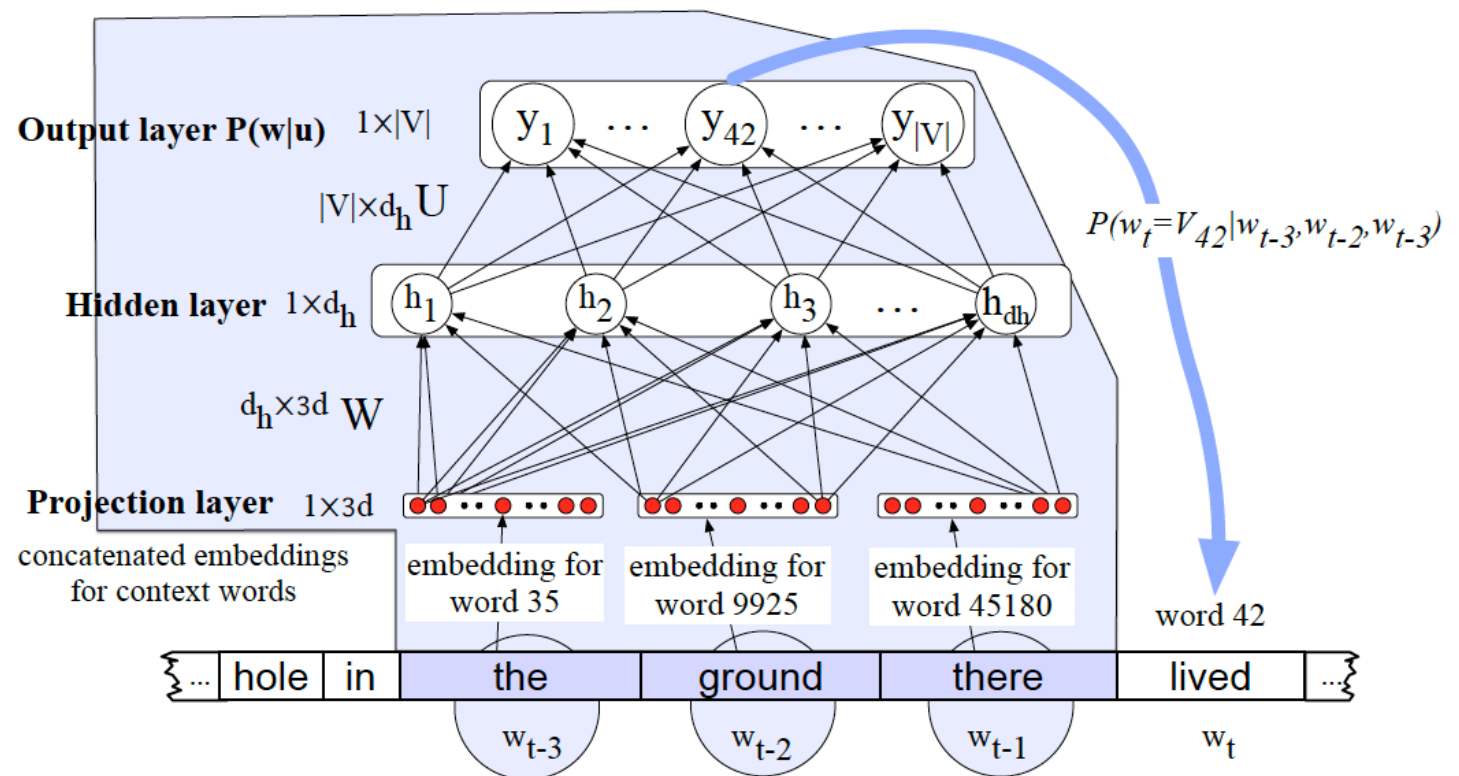 Output layer P(w|u) 1×|V|
y1 ... y42 ... y|V|
|V|×dh U
P(wt=V42|wt-3,wt-2,wt-3)
Hidden layer 1×dh
h1 h2 h3 ... hdh
dh×3d W
Projection layer 1×3d
concatenated embeddings
for context words
embedding for
word 35
embedding for
word 9925
embedding for
word 45180
word 42
... hole in the ground there lived ...
wt-3 wt-2 wt-1 wt